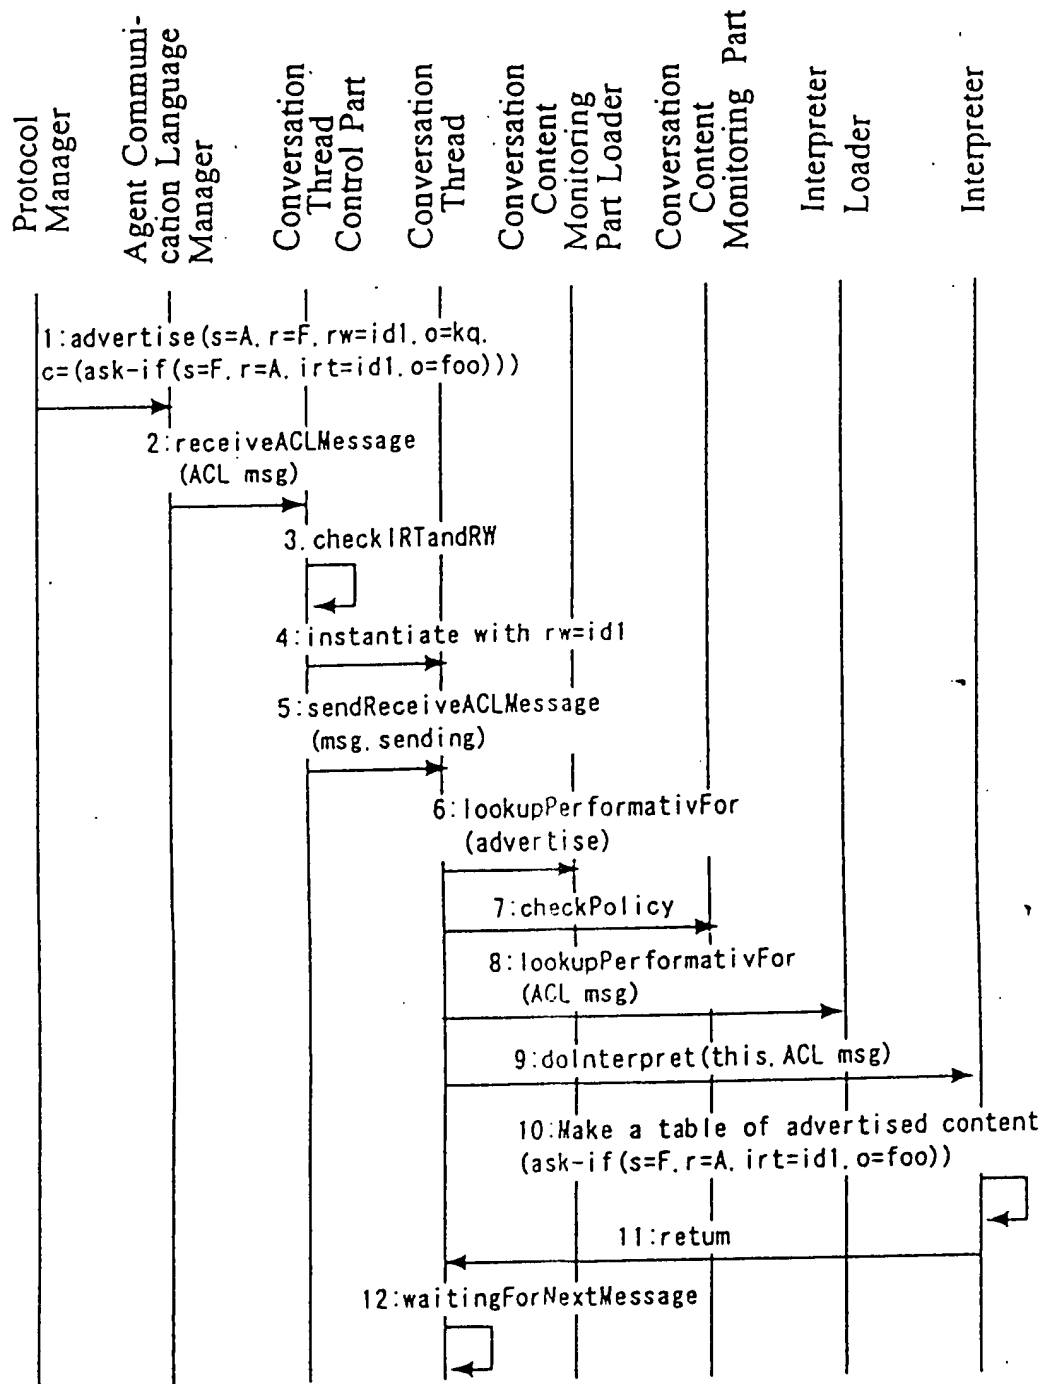 Protocol
Manager
Agent Communi-
cation Language
Manager
Conversation
Thread
Control Part
Conversation
Thread
Conversation
Content
Monitoring
Part Loader
Conversation
Content
Monitoring Part
Interpreter
Loader
Interpreter
1:advertise(s=A, r=F, rw=id1, o=kq,
c=(ask-if(s=F, r=A, irt=id1, o=foo)))
2:receiveACLMessage
(ACL msg)
3.checkIRTandRW
4:instantiate with rw=id1
5:sendReceiveACLMessage
(msg, sending)
6:lookupPerformativFor
(advertise)
7:checkPolicy
8:lookupPerformativFor
(ACL msg)
9:doInterpret(this, ACL msg)
10:Make a table of advertised content
(ask-if(s=F, r=A, irt=id1, o=foo))
11:retum
12:waitingForNextMessage